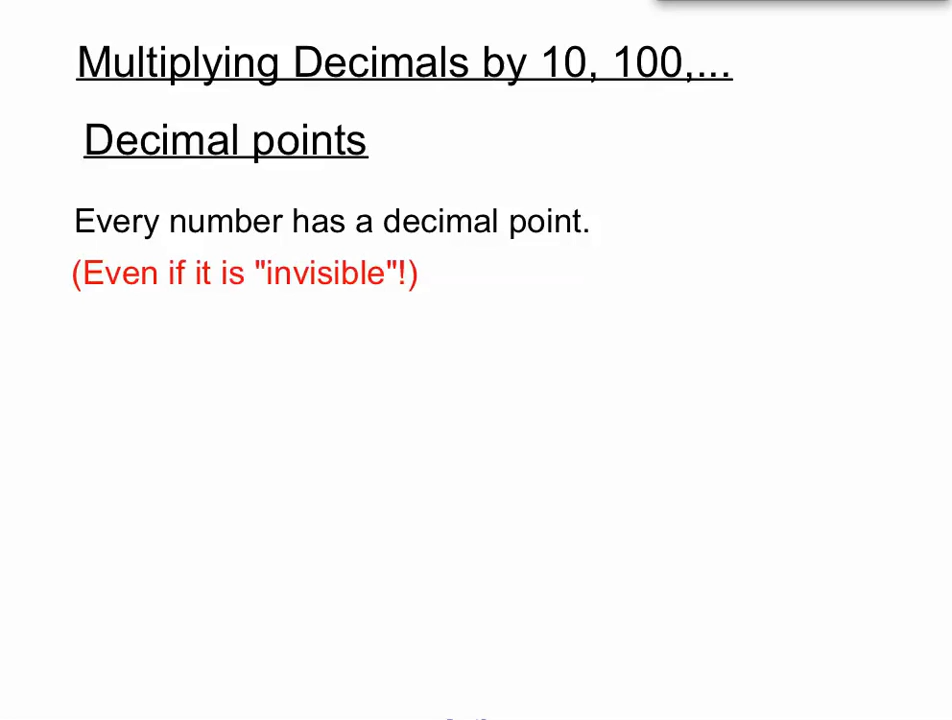 Multiplying Decimals by 10, 100,...
Decimal points
Every number has a decimal point.
(Even if it is "invisible"!)